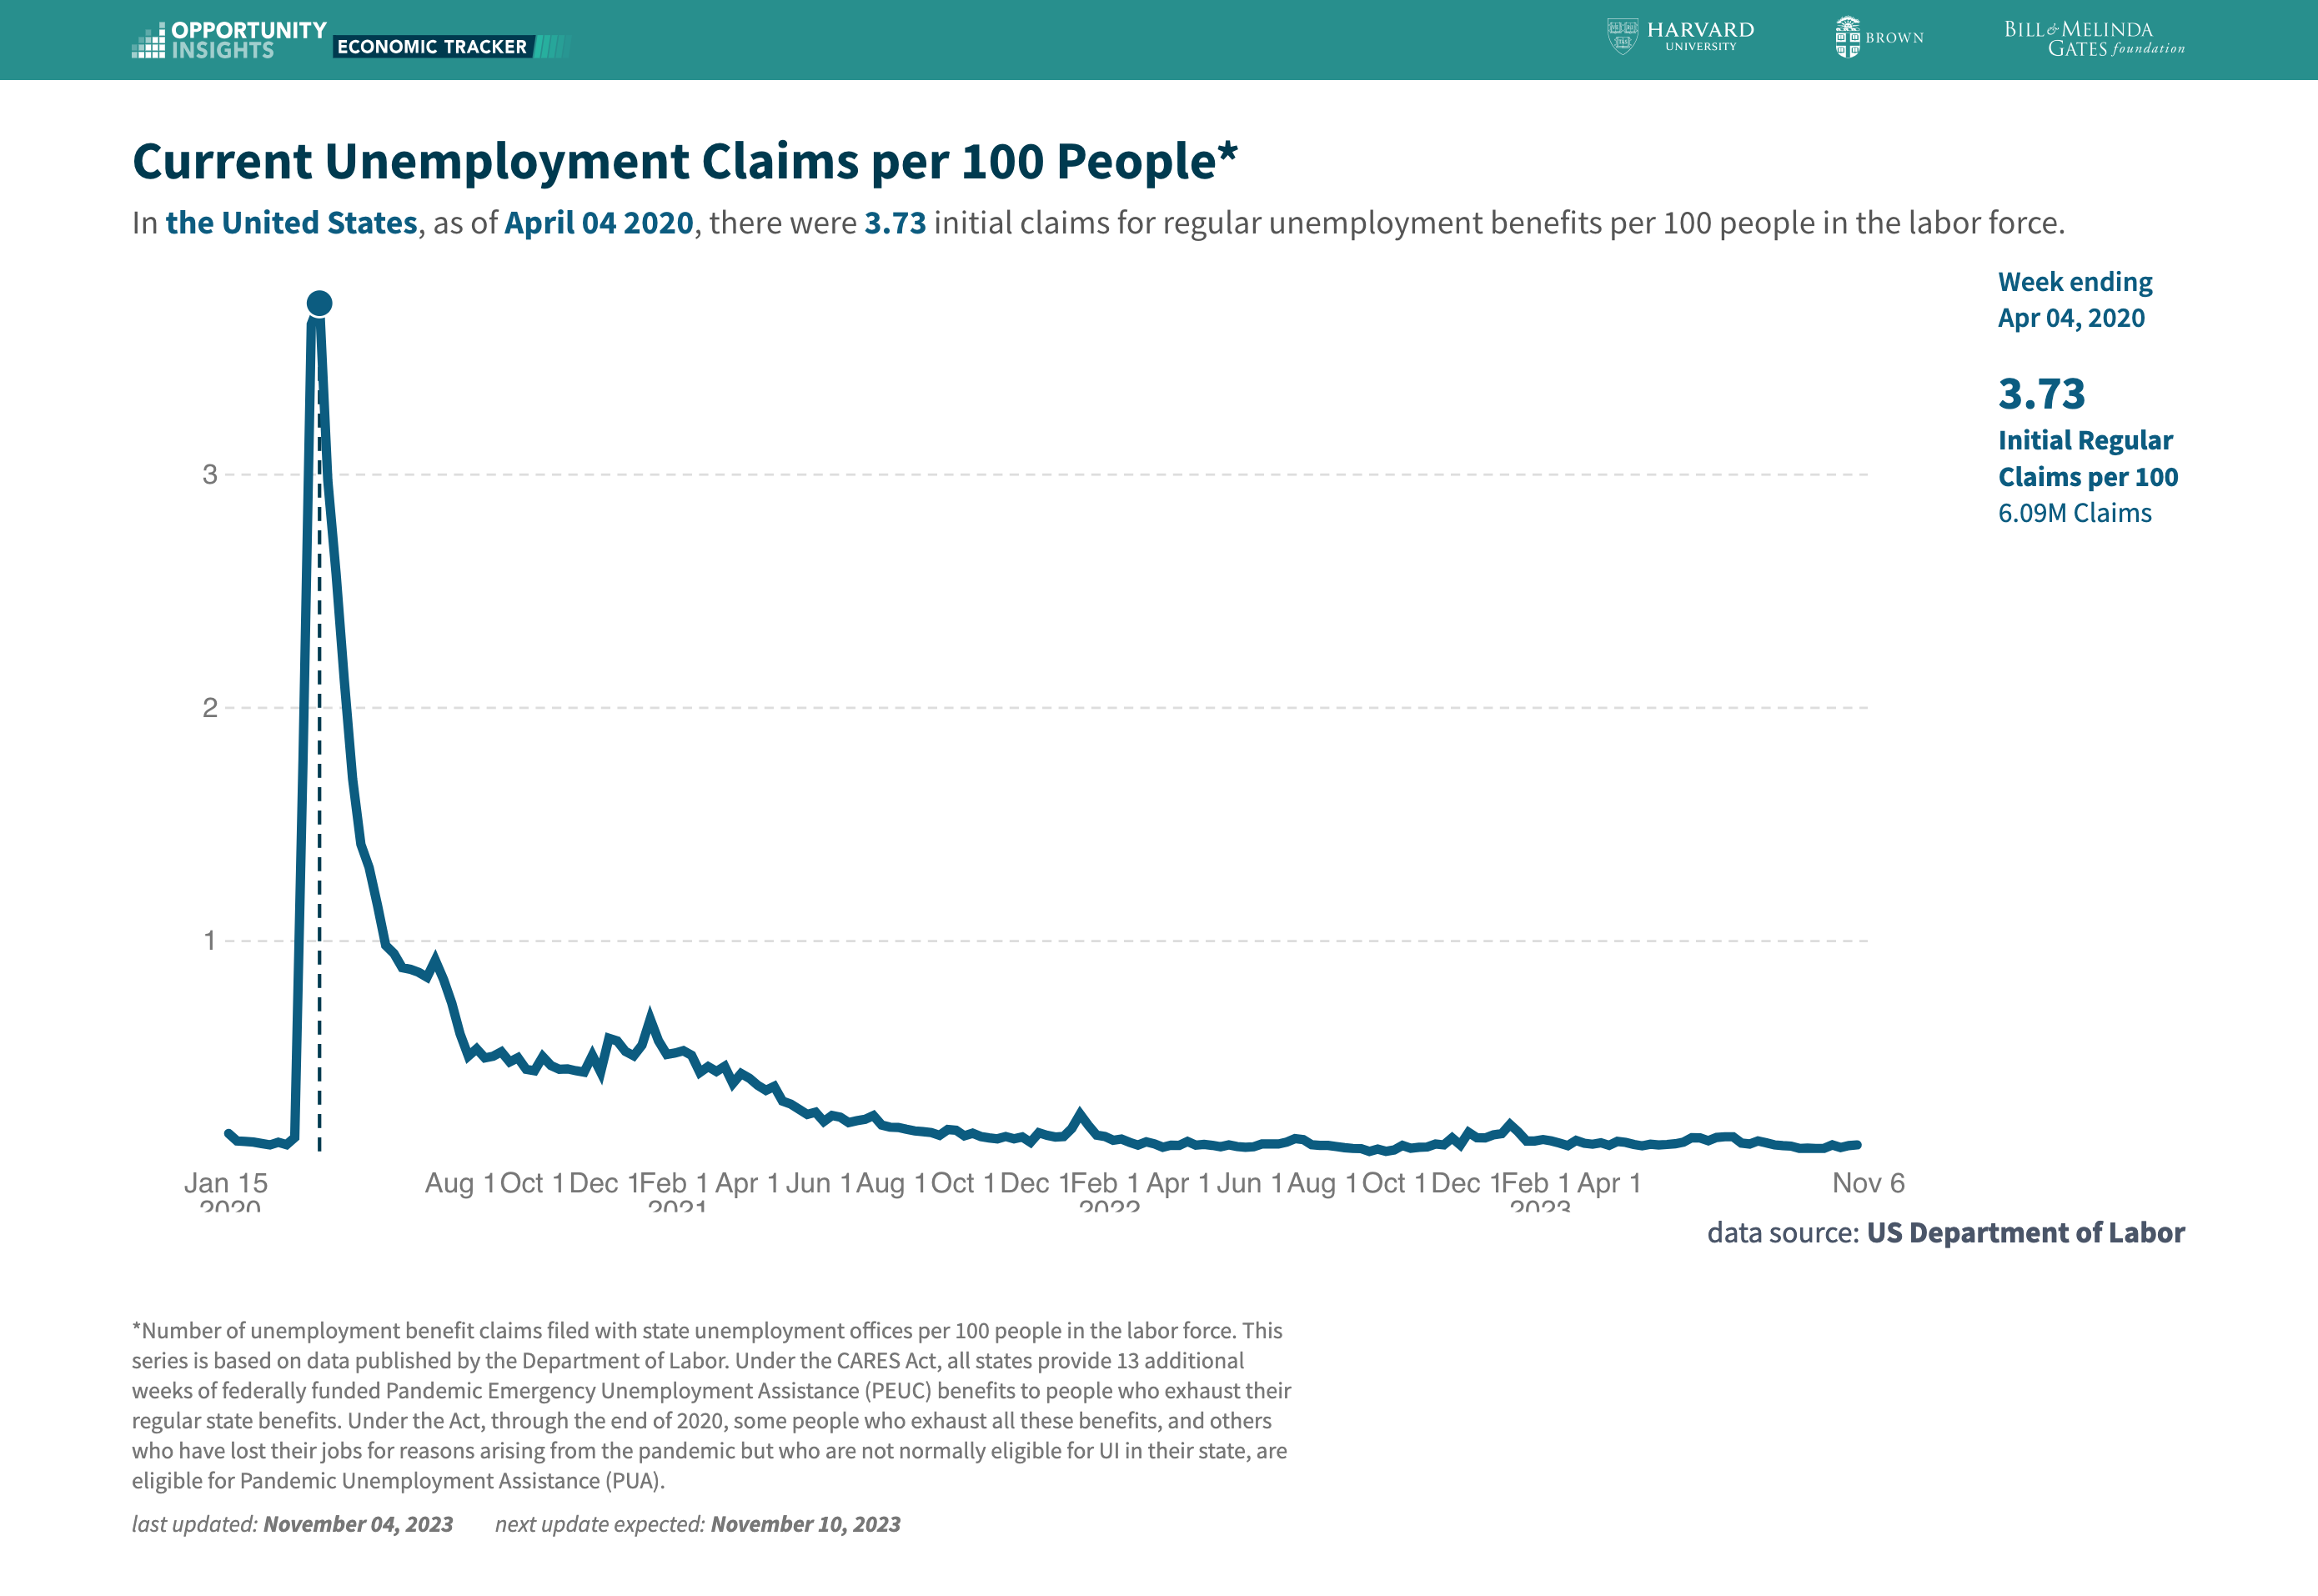 OPPORTUNITY
INSIGHTS
ECONOMIC TRACKER
HARVARD
UNIVERSITY
BROWN
BILL & MELINDA
GATES foundation
Current Unemployment Claims per 100 People*
In the United States, as of April 04 2020, there were 3.73 initial claims for regular unemployment benefits per 100 people in the labor force.
Week ending
Apr 04, 2020
3.73
Initial Regular
Claims per 100
6.09M Claims
3
2
1
Jan 15 Aug 1 Oct 1 Dec 1 Feb 1 Apr 1 Jun 1 Aug 1 Oct 1 Dec 1 Feb 1 Apr 1 Jun 1 Aug 1 Oct 1 Dec 1 Feb 1 Apr 1 Nov 6
2020 2021 2022 2023
data source: US Department of Labor
*Number of unemployment benefit claims filed with state unemployment offices per 100 people in the labor force. This
series is based on data published by the Department of Labor. Under the CARES Act, all states provide 13 additional
weeks of federally funded Pandemic Emergency Unemployment Assistance (PEUC) benefits to people who exhaust their
regular state benefits. Under the Act, through the end of 2020, some people who exhaust all these benefits, and others
who have lost their jobs for reasons arising from the pandemic but who are not normally eligible for UI in their state, are
eligible for Pandemic Unemployment Assistance (PUA).
last updated: November 04, 2023 next update expected: November 10, 2023